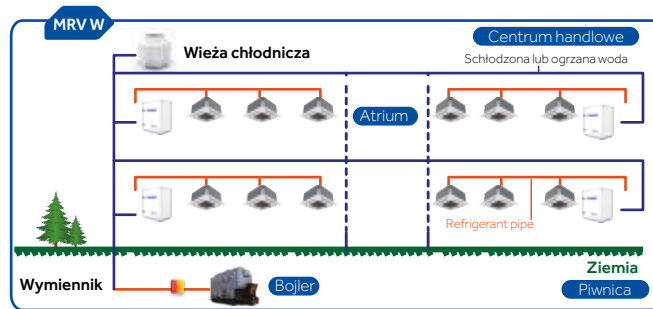 MRV W
Wieża chłodnicza
Centrum handlowe
Schłodzona lub ogrzana woda
Atrium
Refrigerant pipe
Ziemia
Wymiennik
Bojler
Piwnica